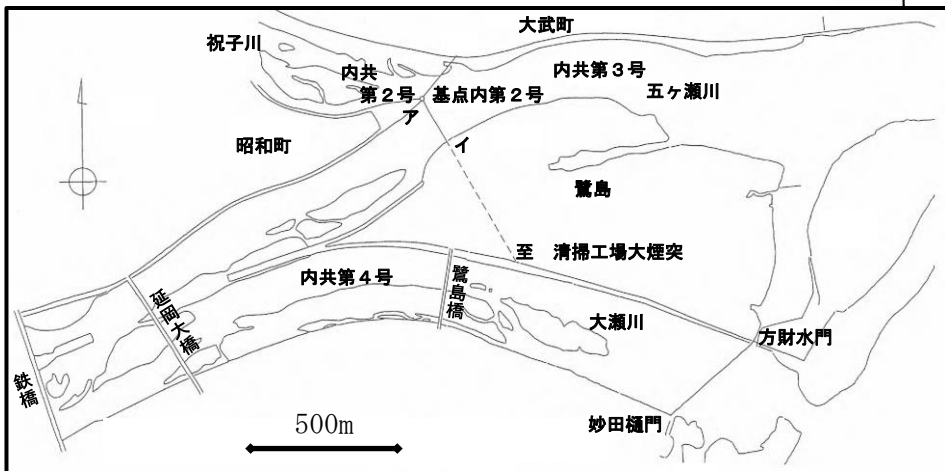 大武町
祝子川
内共
第２号
内共第３号
基点内第２号
五ヶ瀬川
ア
イ
昭和町
鷺島
至　清掃工場大煙突
内共第４号
鷺島橋
延岡大橋
大瀬川
方財水門
鉄橋
妙田樋門
500m